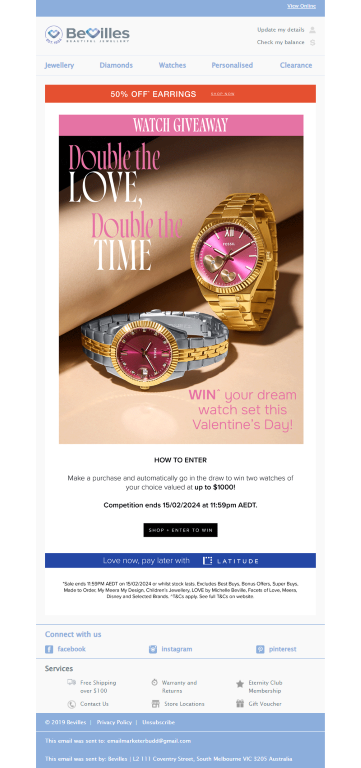 View Online
Bevilles
BEAUTIFUL JEWELLERY
Update my details
Check my balance
Jewellery Diamonds Watches Personalised Clearance
50% OFF* EARRINGS SHOP NOW
WATCH GIVEAWAY
Double the
LOVE,
Double the
TIME
FOSSIL
WIN^ your dream
watch set this
Valentine's Day!
HOW TO ENTER
Make a purchase and automatically go in the draw to win two watches of
your choice valued at up to $1000!
Competition ends 15/02/2024 at 11:59pm AEDT.
SHOP + ENTER TO WIN
Love now, pay later with LATITUDE
*Sale ends 11:59PM AEDT on 15/02/2024 or whilst stock lasts. Excludes Best Buys, Bonus Offers, Super Buys,
Made to Order, My Meera My Design, Children's Jewellery, LOVE by Michelle Beville, Facets of Love, Meera,
Disney and Selected Brands. ^T&Cs apply. See full T&Cs on website.
Connect with us
facebook instagram pinterest
Services
Free Shipping
over $100
Warranty and
Returns
Eternity Club
Membership
Contact Us Store Locations Gift Voucher
© 2019 Bevilles | Privacy Policy | Unsubscribe
This email was sent to: emailmarketerbudd@gmail.com
This email was sent by: Bevilles | L2 111 Coventry Street, South Melbourne VIC 3205 Australia